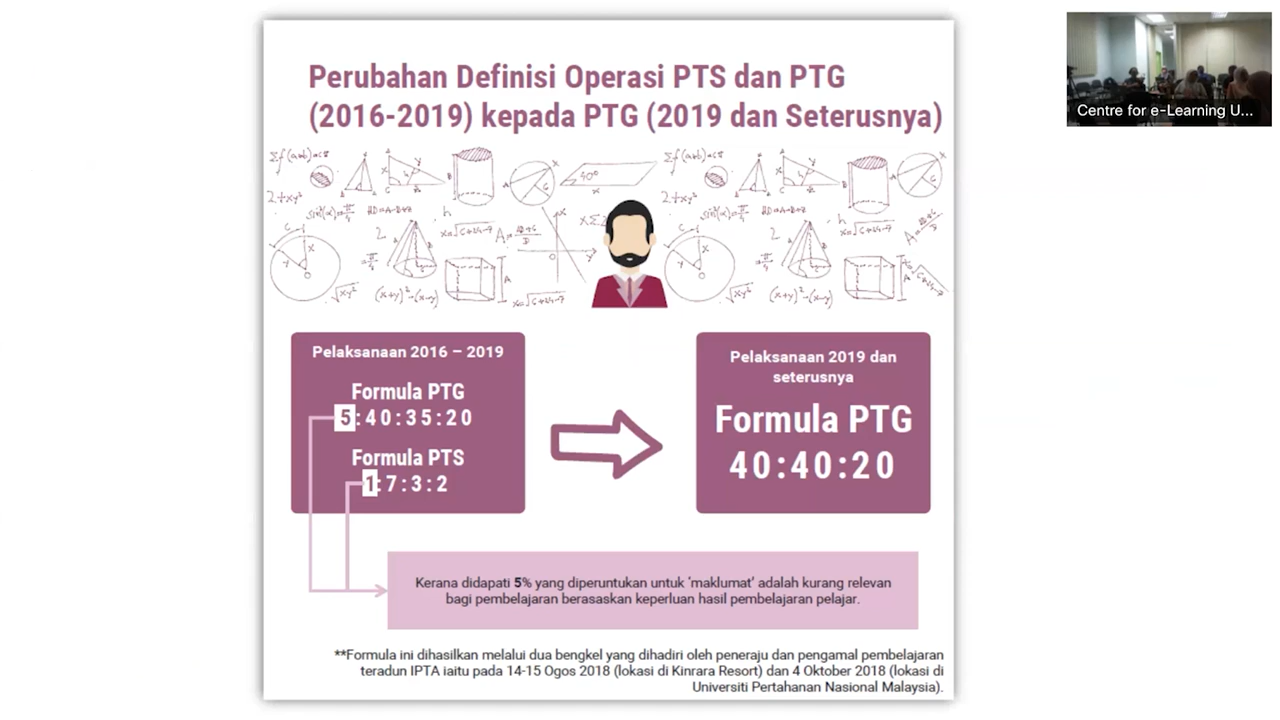 Perubahan Definisi Operasi PTS dan PTG
(2016-2019) kepada PTG (2019 dan Seterusnya)
Centre for e-Learning U...
Pelaksanaan 2016 – 2019
Formula PTG
5:40:35:20
Formula PTS
1:7:3:2
Pelaksanaan 2019 dan
seterusnya
Formula PTG
40:40:20
Kerana didapati 5% yang diperuntukan untuk 'maklumat' adalah kurang relevan
bagi pembelajaran berasaskan keperluan hasil pembelajaran pelajar.
**Formula ini dihasilkan melalui dua bengkel yang dihadiri oleh peneraju dan pengamal pembelajaran
teradun IPTA iaitu pada 14-15 Ogos 2018 (lokasi di Kinrara Resort) dan 4 Oktober 2018 (lokasi di
Universiti Pertahanan Nasional Malaysia).